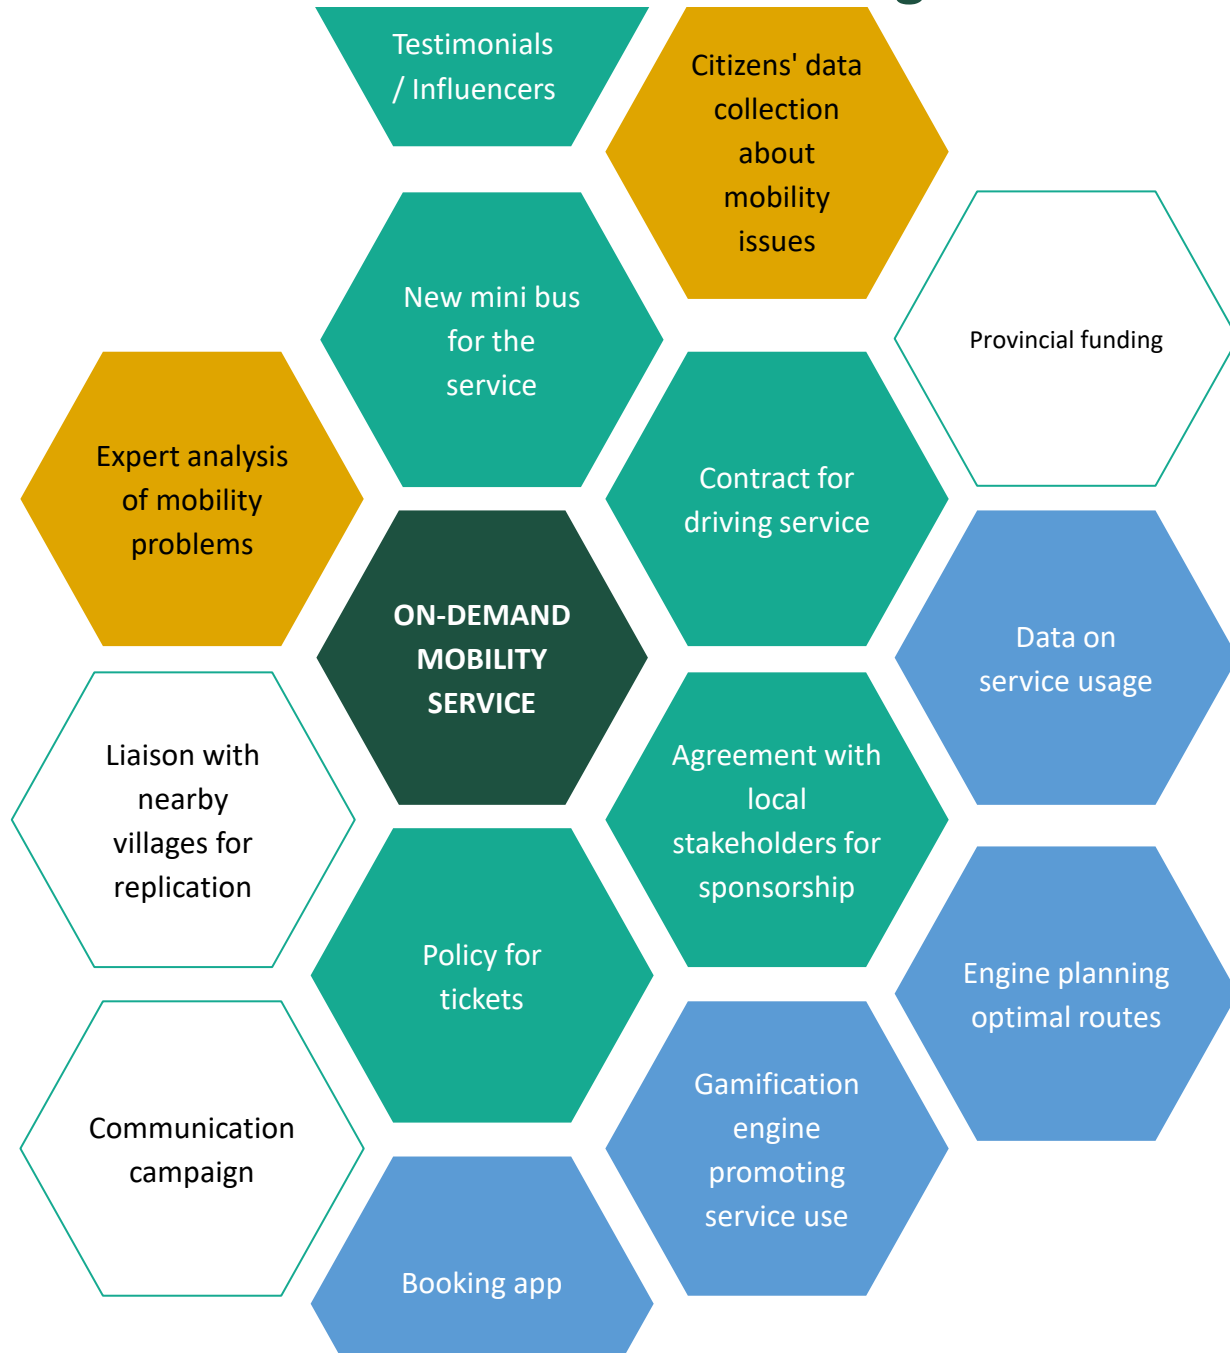 Testimonials
/ Influencers
Citizens' data
collection
about
mobility
issues
New mini bus
for the
service
Provincial funding
Expert analysis
of mobility
problems
Contract for
driving service
ON-DEMAND
MOBILITY
SERVICE
Data on
service usage
Liaison with
nearby
villages for
replication
Agreement with
local
stakeholders for
sponsorship
Policy for
tickets
Engine planning
optimal routes
Communication
campaign
Gamification
engine
promoting
service use
Booking app